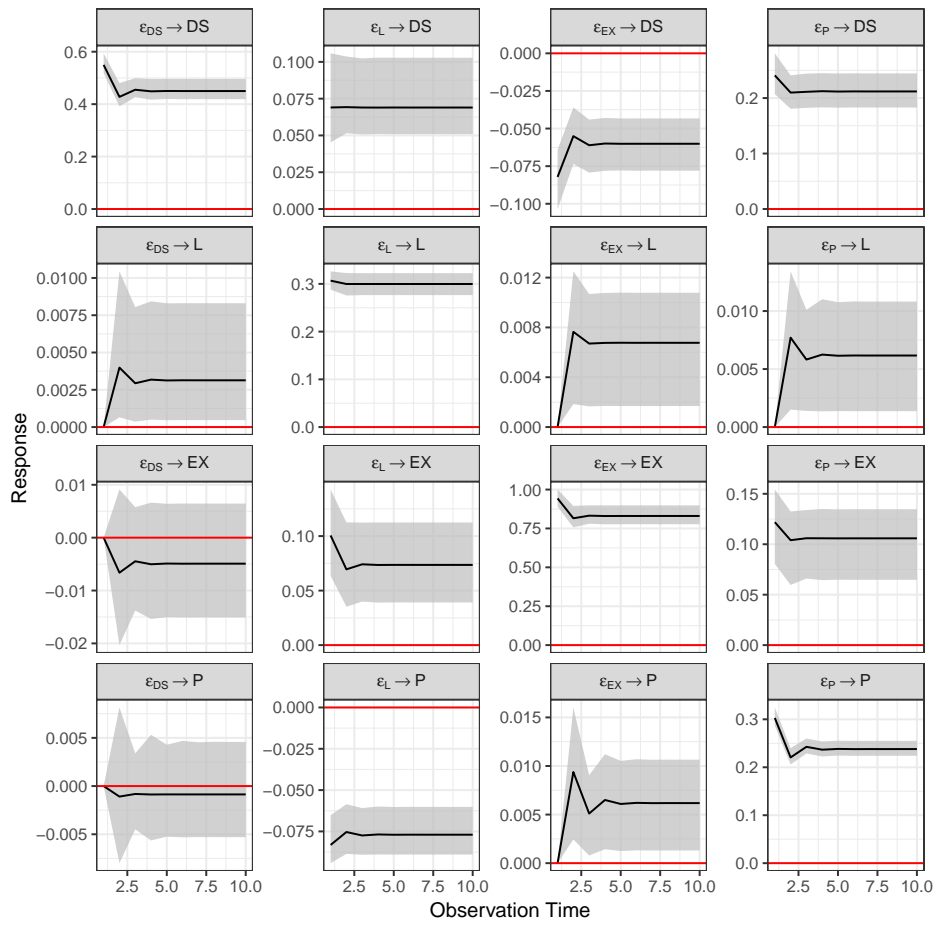 ε_DS → DS ε_L → DS ε_EX → DS ε_P → DS
0.6 0.4 0.2 0.0
0.100 0.075 0.050 0.025 0.000
0.000 −0.025 −0.050 −0.075 −0.100
0.2 0.1 0.0
ε_DS → L ε_L → L ε_EX → L ε_P → L
0.0100 0.0075 0.0050 0.0025 0.0000
0.3 0.2 0.1 0.0
0.012 0.008 0.004 0.000
0.010 0.005 0.000
Response
ε_DS → EX ε_L → EX ε_EX → EX ε_P → EX
0.01 0.00 −0.01 −0.02
0.10 0.05 0.00
1.00 0.75 0.50 0.25 0.00
0.15 0.10 0.05 0.00
ε_DS → P ε_L → P ε_EX → P ε_P → P
0.005 0.000 −0.005
0.000 −0.025 −0.050 −0.075
0.015 0.010 0.005 0.000
0.3 0.2 0.1 0.0
2.5 5.0 7.5 10.0 2.5 5.0 7.5 10.0 2.5 5.0 7.5 10.0 2.5 5.0 7.5 10.0
Observation Time